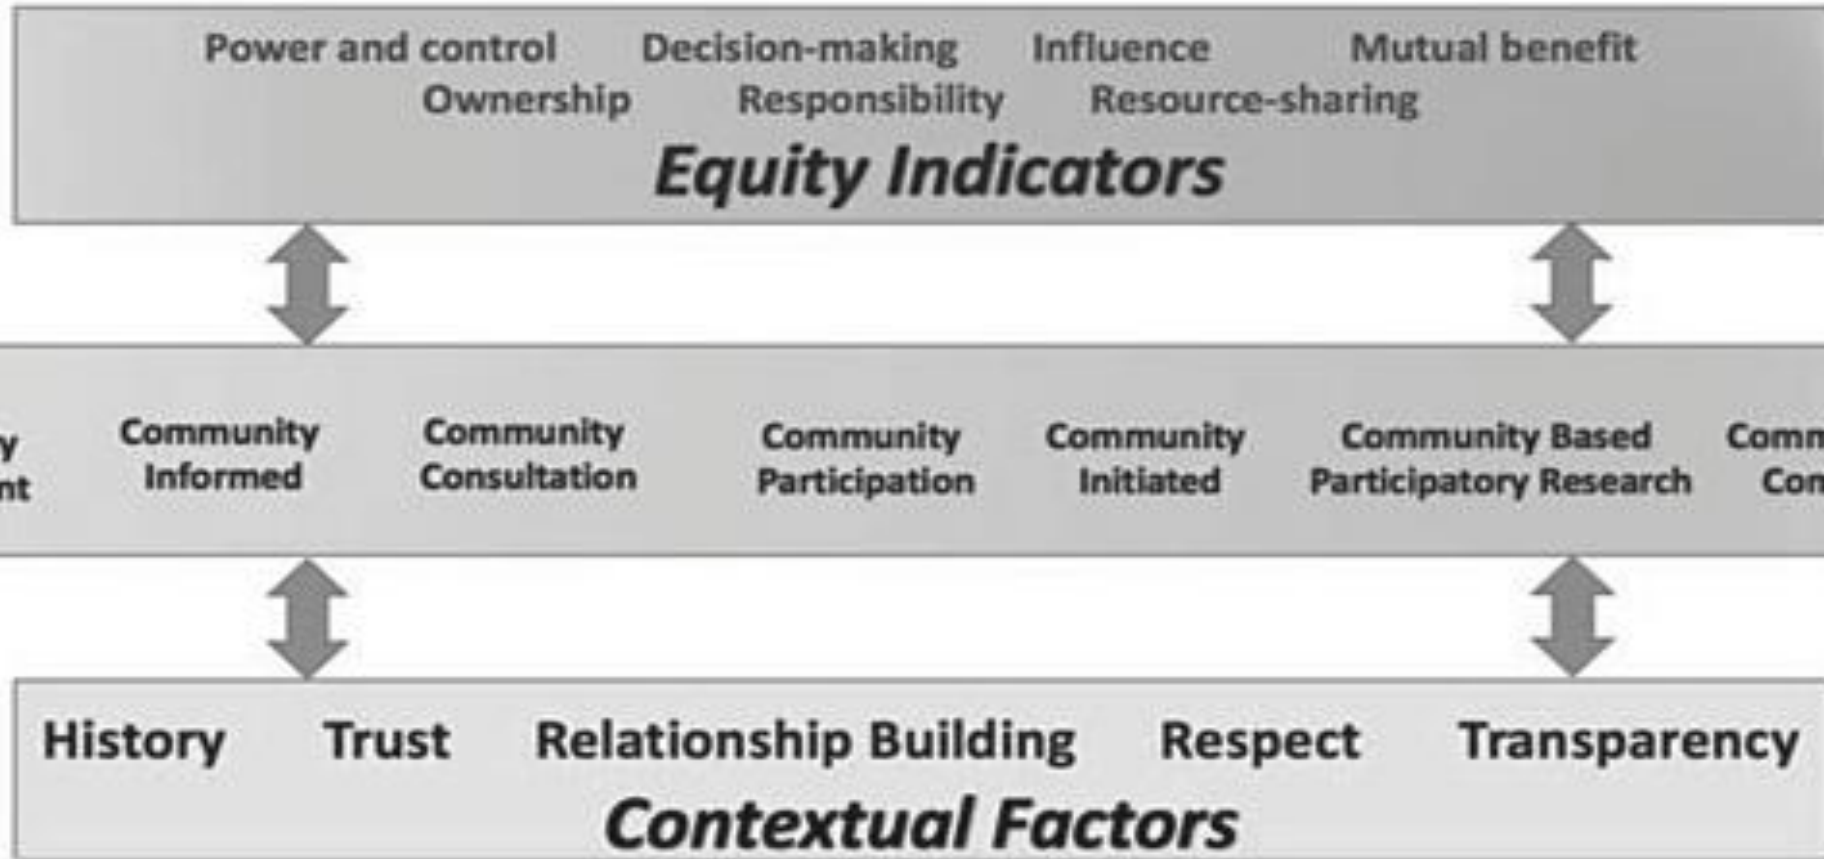 Power and control Decision-making Influence Mutual benefit
Ownership Responsibility Resource-sharing
Equity Indicators
Community Community Community Community Community Based
Informed Consultation Participation Initiated Participatory Research
History Trust Relationship Building Respect Transparency
Contextual Factors